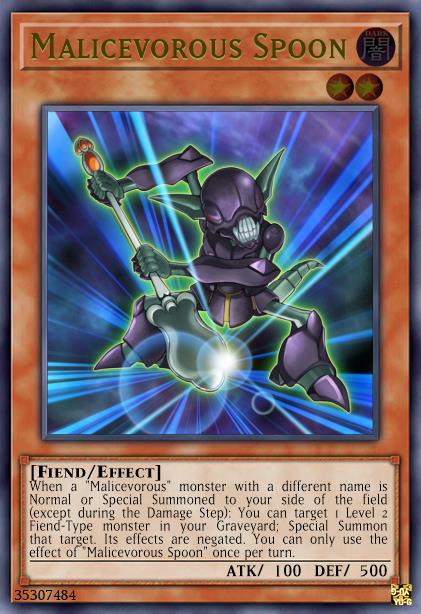 MALICEVOROUS SPOON
DARK
闇
[FIEND/EFFECT]
When a "Malicevorous" monster with a different name is
Normal or Special Summoned to your side of the field
(except during the Damage Step): You can target 1 Level 2
Fiend-Type monster in your Graveyard; Special Summon
that target. Its effects are negated. You can only use the
effect of "Malicevorous Spoon" once per turn.
ATK/ 100 DEF/ 500
35307484